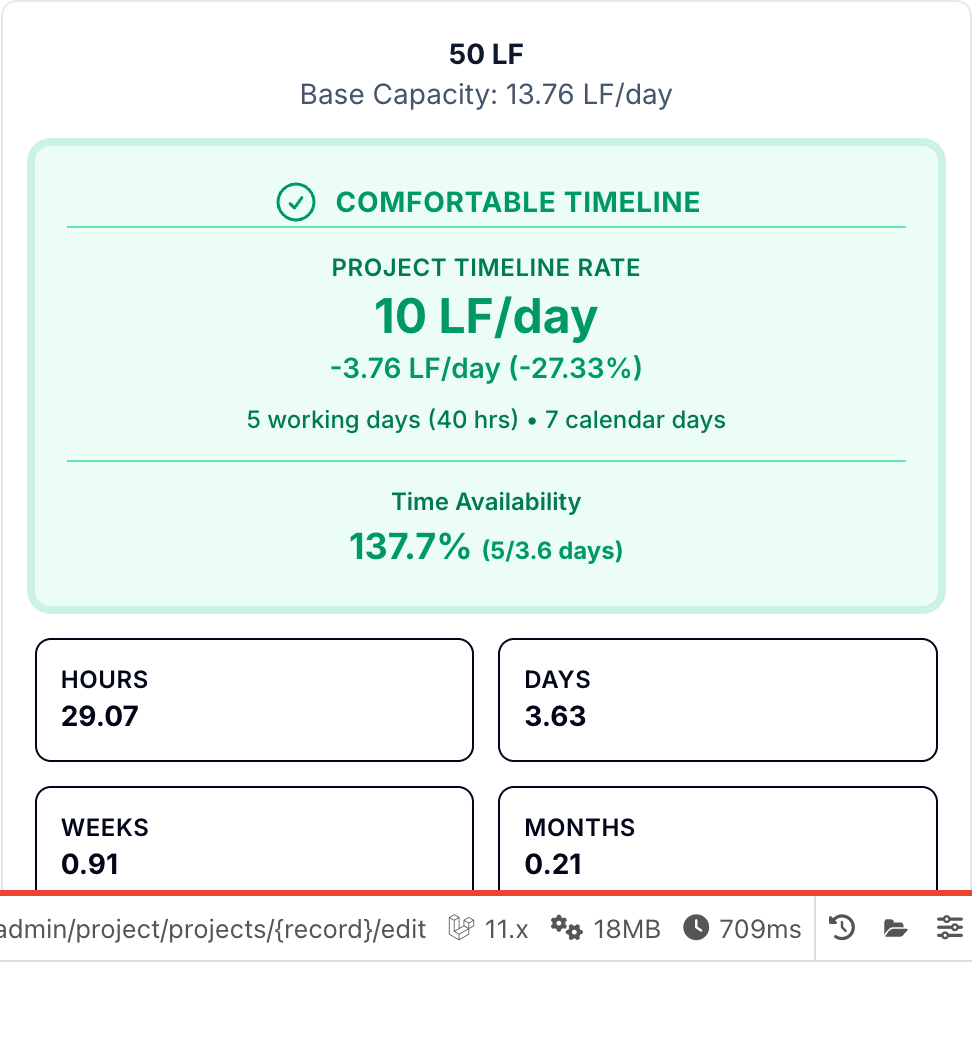 50 LF
Base Capacity: 13.76 LF/day
COMFORTABLE TIMELINE
PROJECT TIMELINE RATE
10 LF/day
-3.76 LF/day (-27.33%)
5 working days (40 hrs) • 7 calendar days
Time Availability
137.7% (5/3.6 days)
HOURS
29.07
DAYS
3.63
WEEKS
0.91
MONTHS
0.21
admin/project/projects/{record}/edit 11.x 18MB 709ms